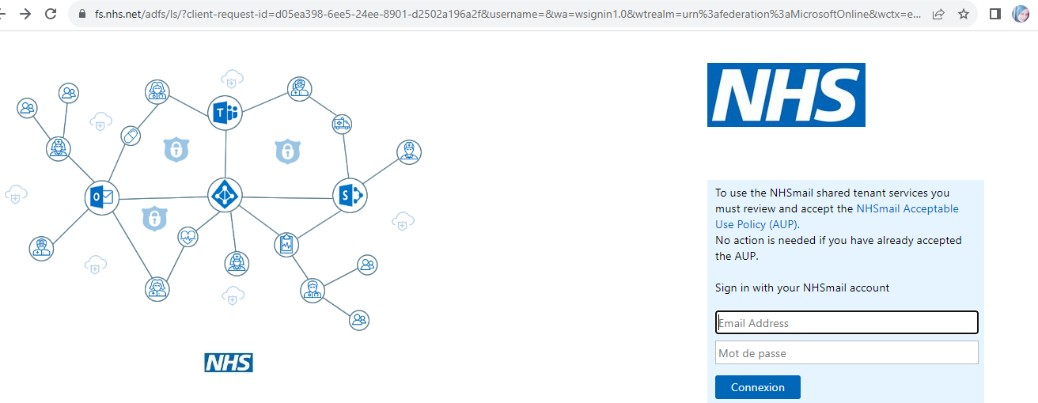 fs.nhs.net/adfs/ls/?client-request-id=d05ea398-6ee5-24ee-8901-d2502a196a2f&username=&wa=wsignin1.0&wtrealm=urn%3afederation%3aMicrosoftOnline&wctx=e...
NHS
To use the NHSmail shared tenant services you
must review and accept the NHSmail Acceptable
Use Policy (AUP).
No action is needed if you have already accepted
the AUP.
Sign in with your NHSmail account
Email Address
Mot de passe
Connexion
T
O
S
NHS